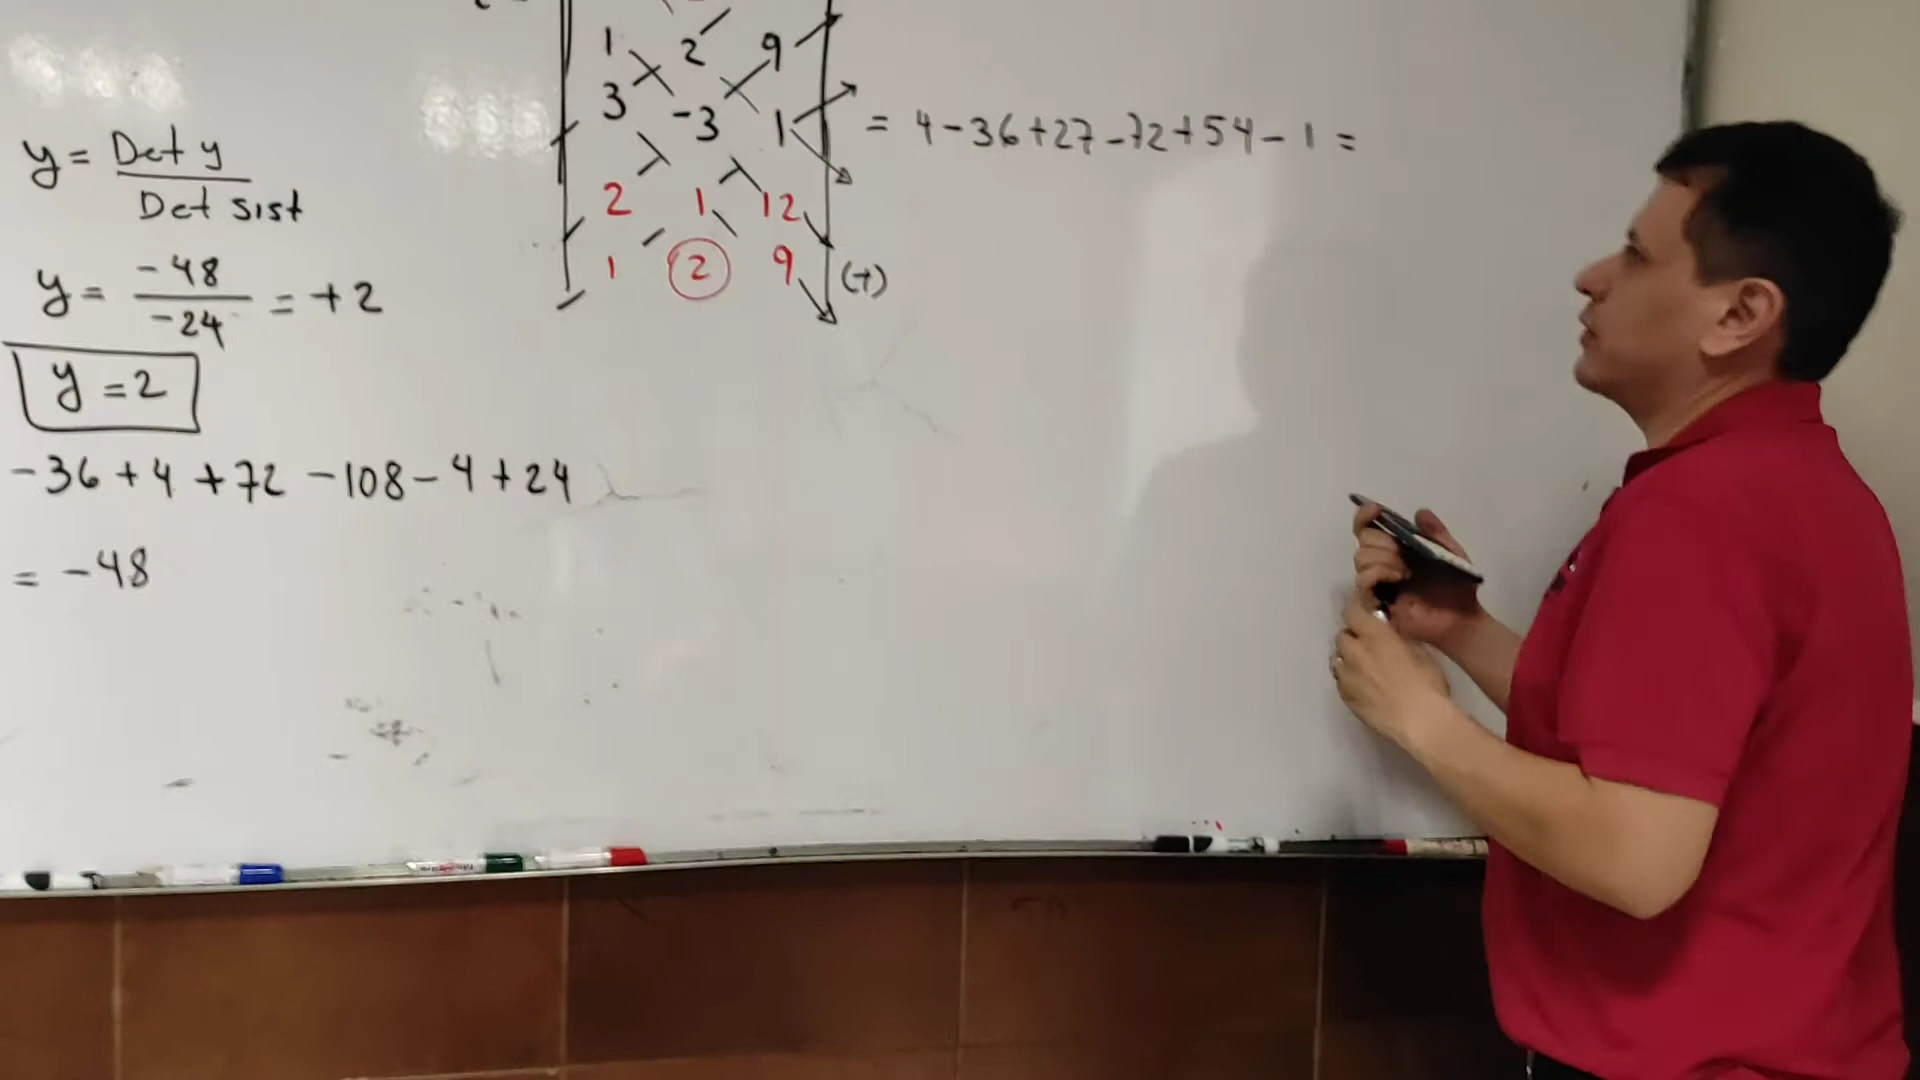 y = Det y
Det sist
y = -48
-24
= +2
y = 2
-36 + 4 + 72 - 108 - 4 + 24
= -48
1 2 9
3 -3 1
2 1 12
1 2 9 (+)
= 4 - 36 + 27 - 72 + 54 - 1 =